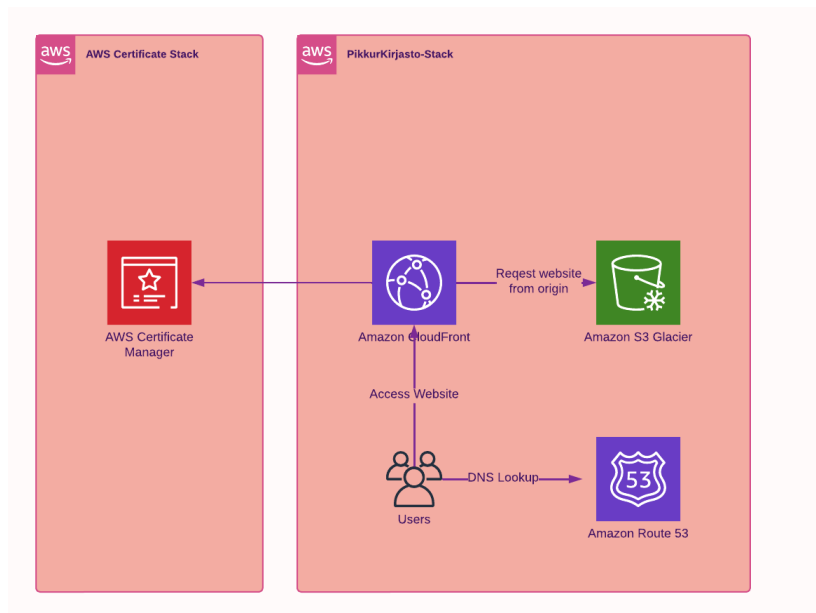 aws
AWS Certificate Stack
aws
PikkurKirjasto-Stack
Reqest website
from origin
AWS Certificate
Manager
Amazon CloudFront
Amazon S3 Glacier
Access Website
DNS Lookup
53
Users
Amazon Route 53